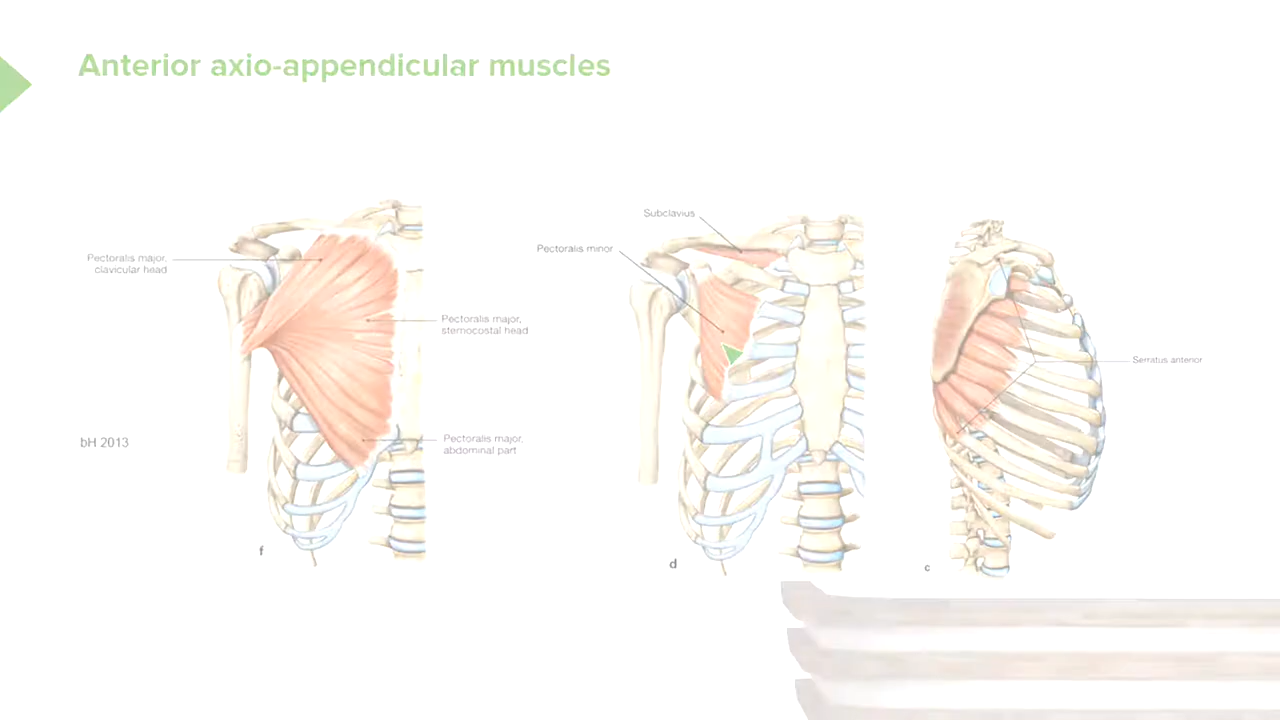 Anterior axio-appendicular muscles
Pectoralis major,
clavicular head
Pectoralis major,
sternocostal head
bH 2013
Pectoralis major,
abdominal part
f
Subclavius
Pectoralis minor
d
Serratus anterior
c